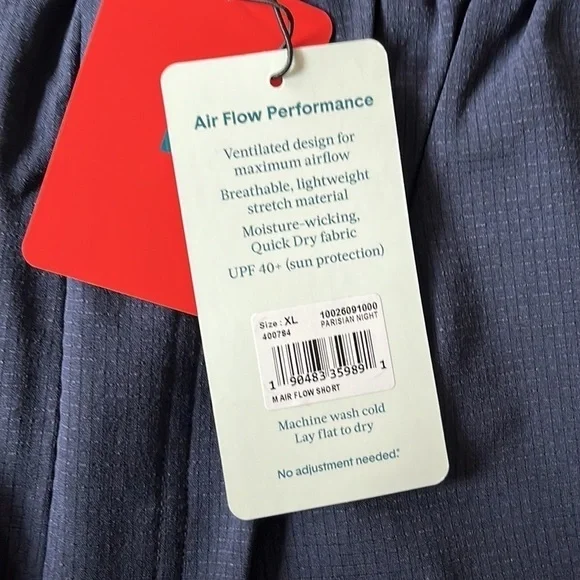 Air Flow Performance
Ventilated design for
maximum airflow
Breathable, lightweight
stretch material
Moisture-wicking,
Quick Dry fabric
UPF 40+ (sun protection)
Size : XL 10026091000
400784 PARISIAN NIGHT
1 90483 35989 1
M AIR FLOW SHORT
Machine wash cold
Lay flat to dry
No adjustment needed.®